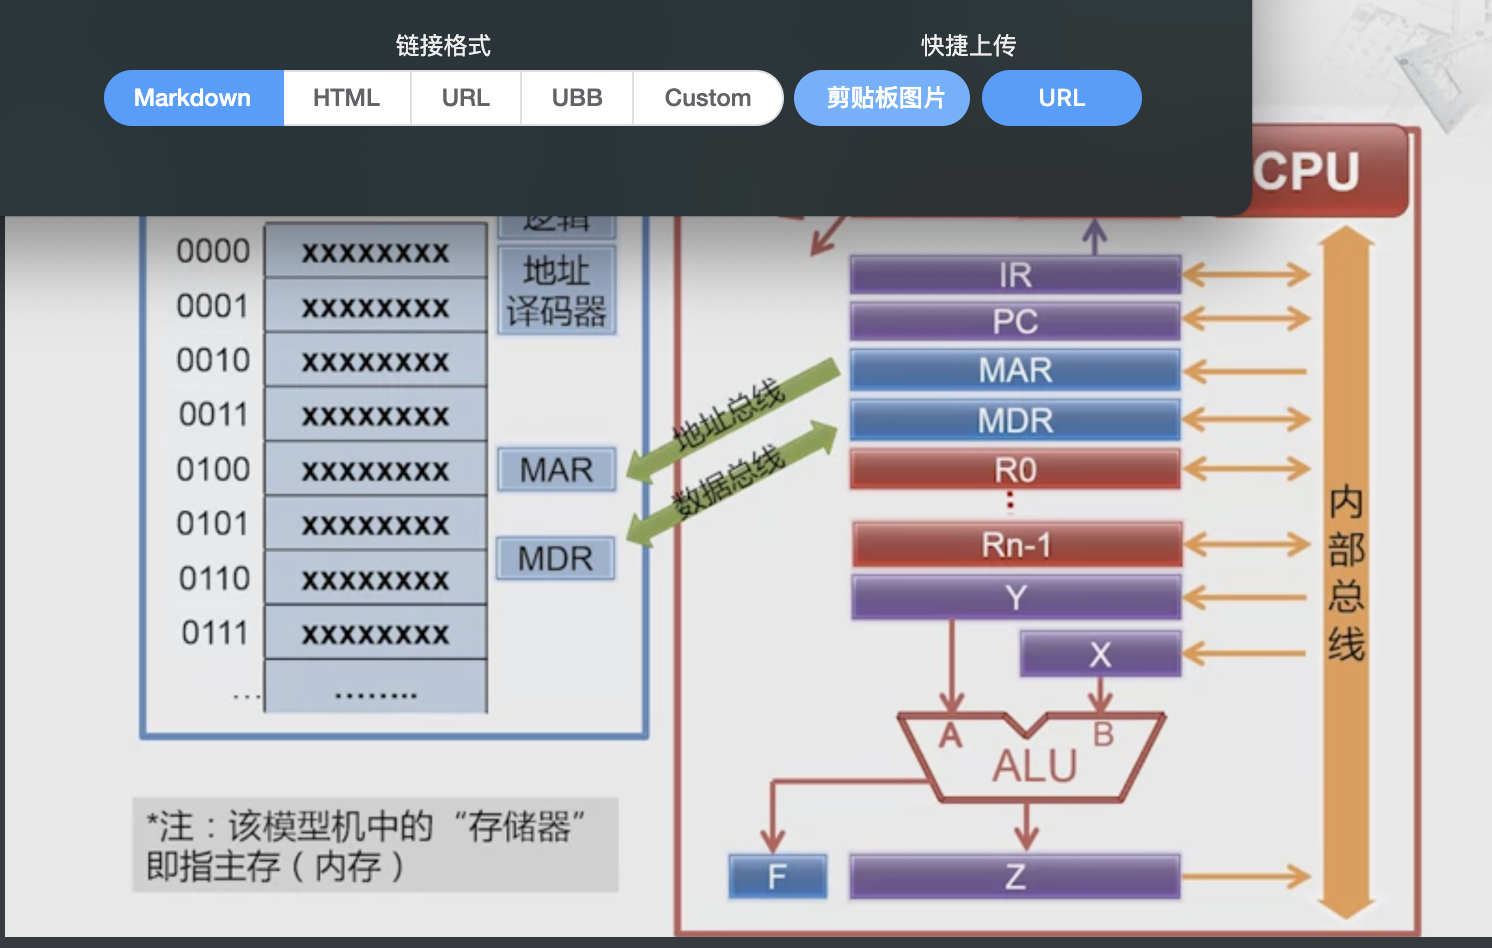 链接格式
快捷上传
Markdown
HTML
URL
UBB
Custom
剪贴板图片
URL
CPU
逻辑
0000 xxxxxxxx
地址
译码器
0001 xxxxxxxx
0010 xxxxxxxx
0011 xxxxxxxx
0100 xxxxxxxx
MAR
0101 xxxxxxxx
0110 xxxxxxxx
MDR
0111 xxxxxxxx
... ........
地址总线
数据总线
IR
PC
MAR
MDR
R0
Rn-1
Y
X
A
B
ALU
F
Z
内部总线
*注：该模型机中的“存储器”
即指主存（内存）